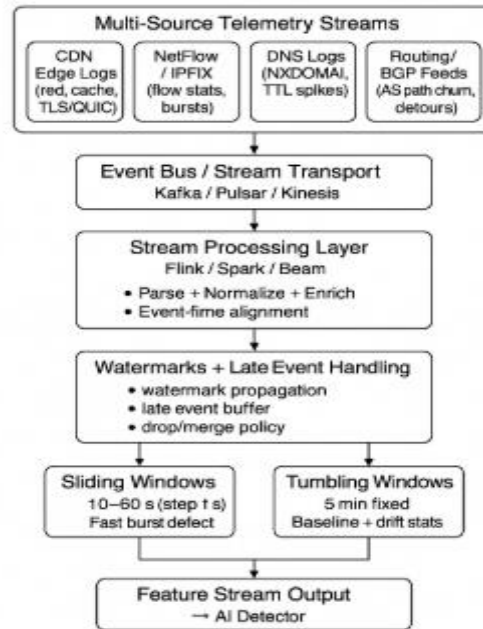 Multi-Source Telemetry Streams
CDN
Edge Logs
(red, cache,
TLS/QUIC)
NetFlow
/ IPFIX
(flow stats,
bursts)
DNS Logs
(NXDOMAI,
TTL spikes)
Routing/
BGP Feeds
(AS path chum,
detours)
Event Bus / Stream Transport
Kafka / Pulsar / Kinesis
Stream Processing Layer
Flink / Spark / Beam
• Parse + Normalize + Enrich
• Event-fime alignment
Watermarks + Late Event Handling
• watermark propagation
• late event buffer
• drop/merge policy
Sliding Windows
10–60 s (step t s)
Fast burst defect
Tumbling Windows
5 min fixed
Baseline + drift stats
Feature Stream Output
→ AI Detector